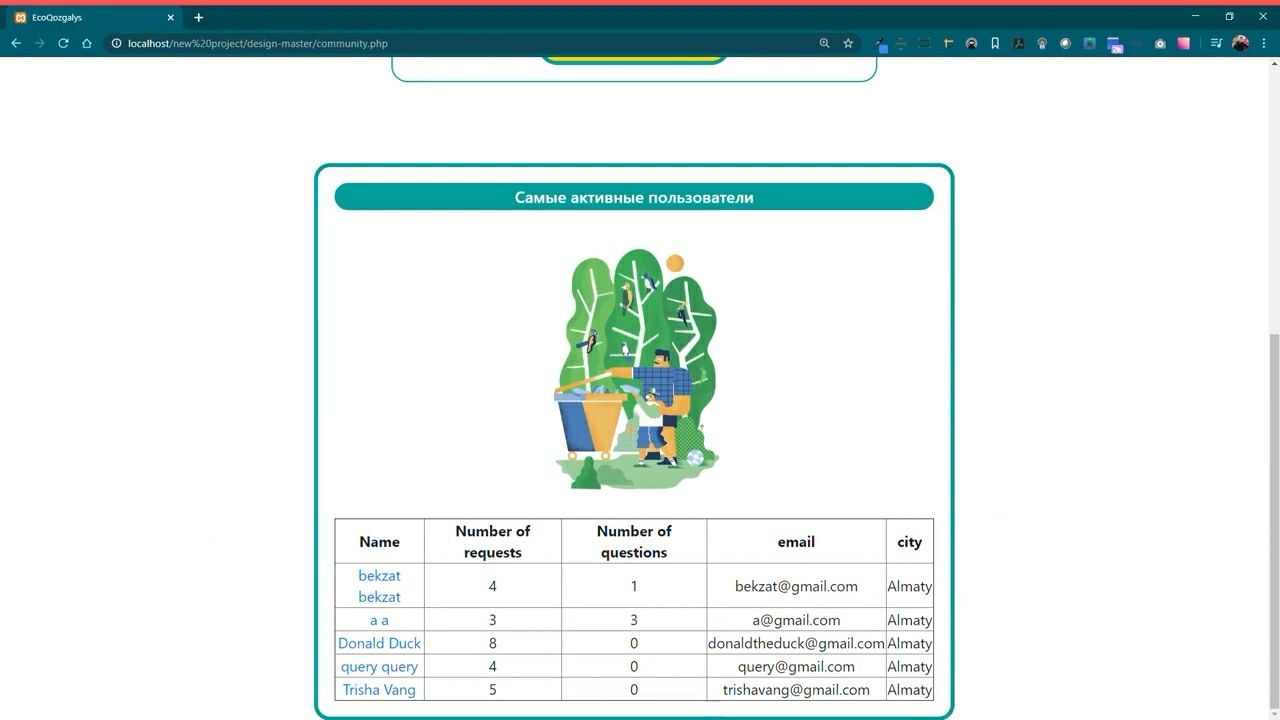 EcoQozgalys
localhost/new%20project/design-master/community.php
Самые активные пользователи
Name Number of requests Number of questions email city
bekzat bekzat 4 1 bekzat@gmail.com Almaty
a a 3 3 a@gmail.com Almaty
Donald Duck 8 0 donaldtheduck@gmail.com Almaty
query query 4 0 query@gmail.com Almaty
Trisha Vang 5 0 trishavang@gmail.com Almaty